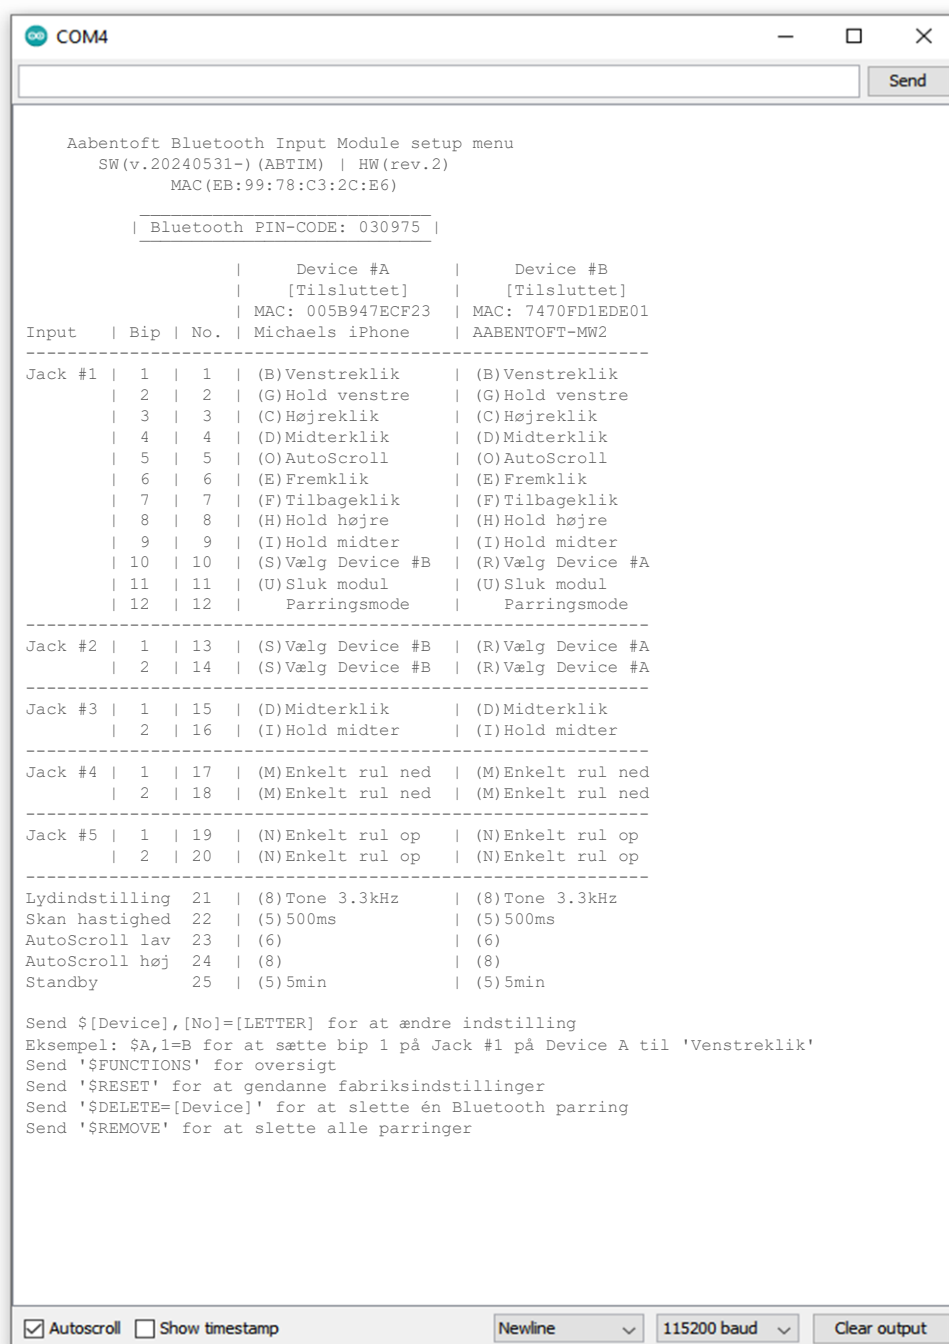 COM4
Send
Aabentoft Bluetooth Input Module setup menu
SW(v.20240531-)(ABTIM) | HW(rev.2)
MAC(EB:99:78:C3:2C:E6)
| Bluetooth PIN-CODE: 030975 |
| Device #A | Device #B
| [Tilsluttet] | [Tilsluttet]
| MAC: 005B947ECF23 | MAC: 7470FD1EDE01
Input | Bip | No. | Michaels iPhone | AABENTOFT-MW2
------------------------------------------------------------
Jack #1 | 1 | 1 | (B)Venstreklik | (B)Venstreklik
| 2 | 2 | (G)Hold venstre | (G)Hold venstre
| 3 | 3 | (C)Højreklik | (C)Højreklik
| 4 | 4 | (D)Midterklik | (D)Midterklik
| 5 | 5 | (O)AutoScroll | (O)AutoScroll
| 6 | 6 | (E)Fremklik | (E)Fremklik
| 7 | 7 | (F)Tilbageklik | (F)Tilbageklik
| 8 | 8 | (H)Hold højre | (H)Hold højre
| 9 | 9 | (I)Hold midter | (I)Hold midter
| 10 | 10 | (S)Vælg Device #B | (R)Vælg Device #A
| 11 | 11 | (U)Sluk modul | (U)Sluk modul
| 12 | 12 | Parringsmode | Parringsmode
------------------------------------------------------------
Jack #2 | 1 | 13 | (S)Vælg Device #B | (R)Vælg Device #A
| 2 | 14 | (S)Vælg Device #B | (R)Vælg Device #A
------------------------------------------------------------
Jack #3 | 1 | 15 | (D)Midterklik | (D)Midterklik
| 2 | 16 | (I)Hold midter | (I)Hold midter
------------------------------------------------------------
Jack #4 | 1 | 17 | (M)Enkelt rul ned | (M)Enkelt rul ned
| 2 | 18 | (M)Enkelt rul ned | (M)Enkelt rul ned
------------------------------------------------------------
Jack #5 | 1 | 19 | (N)Enkelt rul op | (N)Enkelt rul op
| 2 | 20 | (N)Enkelt rul op | (N)Enkelt rul op
------------------------------------------------------------
Lydindstilling 21 | (8)Tone 3.3kHz | (8)Tone 3.3kHz
Skan hastighed 22 | (5)500ms | (5)500ms
AutoScroll lav 23 | (6) | (6)
AutoScroll høj 24 | (8) | (8)
Standby 25 | (5)5min | (5)5min
Send $[Device],[No]=[LETTER] for at ændre indstilling
Eksempel: $A,1=B for at sætte bip 1 på Jack #1 på Device A til 'Venstreklik'
Send '$FUNCTIONS' for oversigt
Send '$RESET' for at gendanne fabriksindstillinger
Send '$DELETE=[Device]' for at slette én Bluetooth parring
Send '$REMOVE' for at slette alle parringer
Autoscroll Show timestamp Newline 115200 baud Clear output